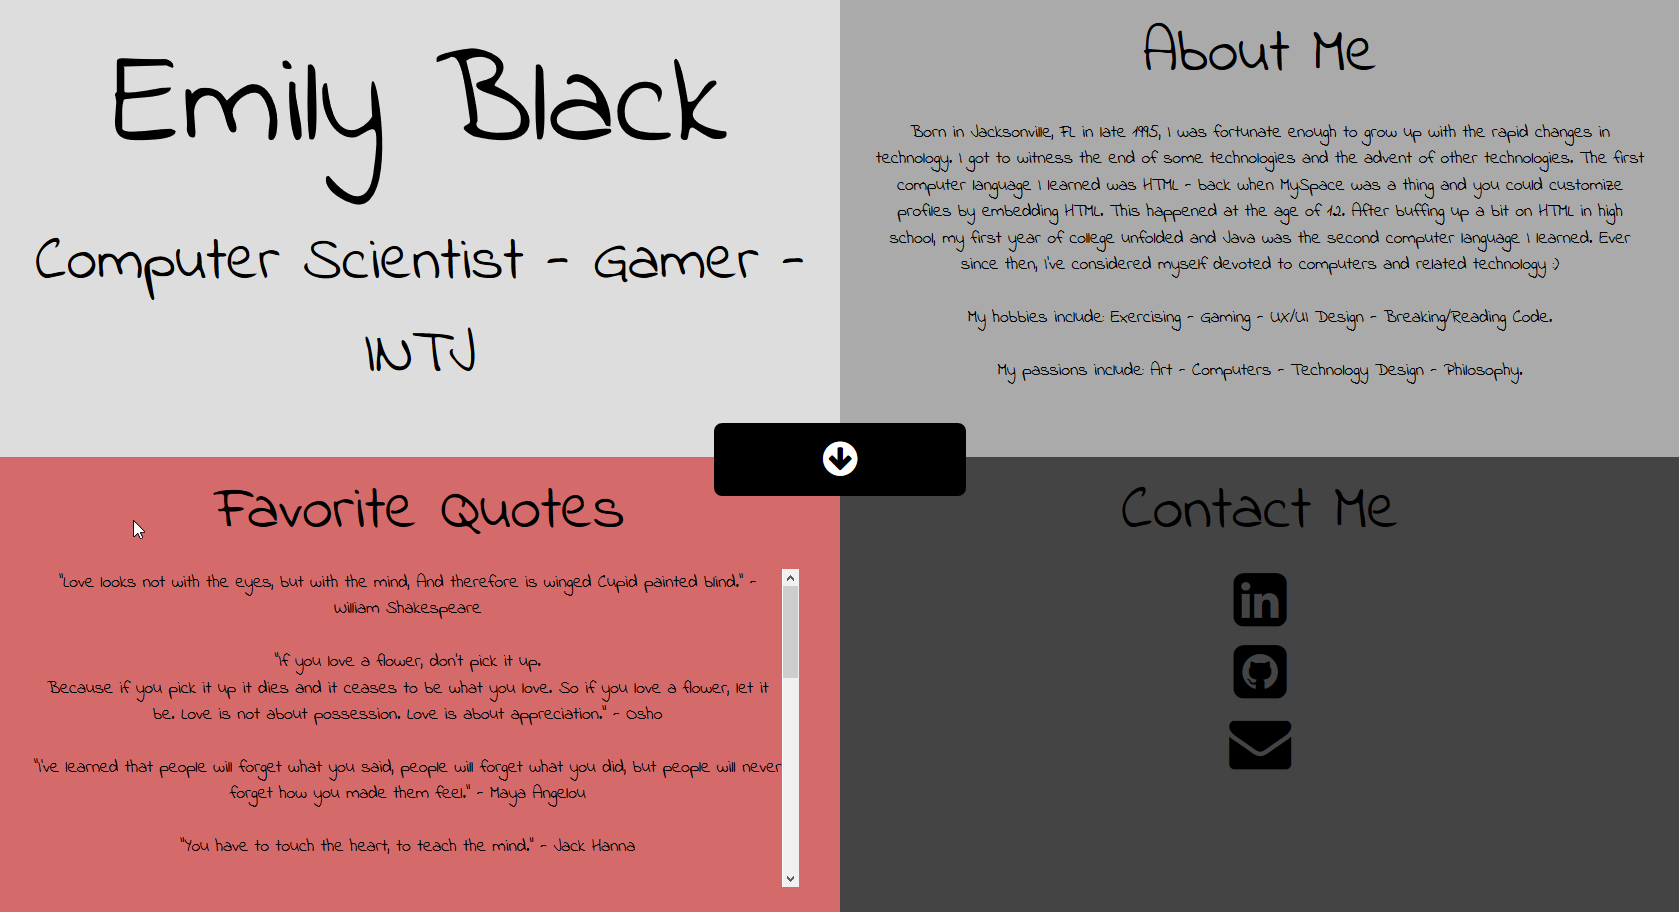 Emily Black
Computer Scientist - Gamer -
INTJ
About Me
Born in Jacksonville, FL in late 1995, I was fortunate enough to grow up with the rapid changes in
technology. I got to witness the end of some technologies and the advent of other technologies. The first
computer language I learned was HTML - back when MySpace was a thing and you could customize
profiles by embedding HTML. This happened at the age of 12. After buffing up a bit on HTML in high
school, my first year of college unfolded and Java was the second computer language I learned. Ever
since then, I've considered myself devoted to computers and related technology :)
My hobbies include: Exercising - Gaming - UX/UI Design - Breaking/Reading Code.
My passions include: Art - Computers - Technology Design - Philosophy.
Favorite Quotes
"Love looks not with the eyes, but with the mind, And therefore is winged Cupid painted blind." -
William Shakespeare
"If you love a flower, don't pick it up.
Because if you pick it up it dies and it ceases to be what you love. So if you love a flower, let it
be. Love is not about possession. Love is about appreciation." - Osho
"I've learned that people will forget what you said, people will forget what you did, but people will never
forget how you made them feel." - Maya Angelou
"You have to touch the heart, to teach the mind." - Jack Hanna
Contact Me
in